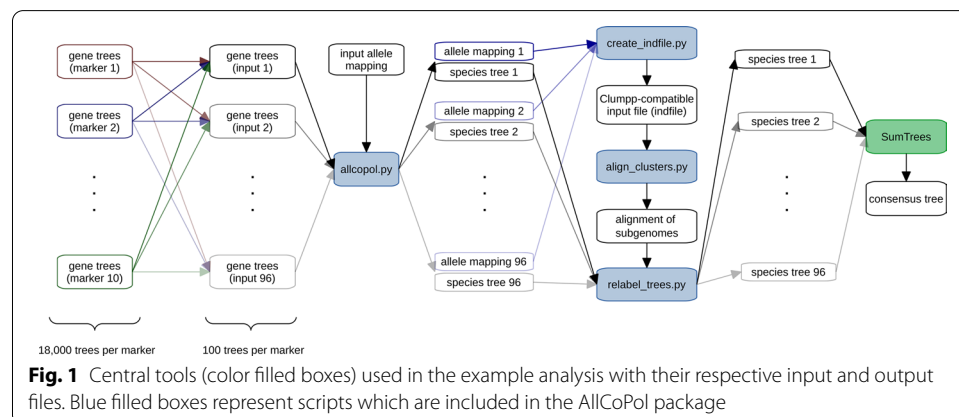 gene trees
(marker 1)
gene trees
(marker 2)
gene trees
(marker 10)
18,000 trees per marker
gene trees
(input 1)
gene trees
(input 2)
gene trees
(input 96)
100 trees per marker
input allele
mapping
allcopol.py
allele mapping 1
species tree 1
allele mapping 2
species tree 2
allele mapping 96
species tree 96
create_indfile.py
Clumpp-compatible
input file (indfile)
align_clusters.py
alignment of
subgenomes
relabel_trees.py
species tree 1
species tree 2
species tree 96
SumTrees
consensus tree
Fig. 1 Central tools (color filled boxes) used in the example analysis with their respective input and output
files. Blue filled boxes represent scripts which are included in the AllCoPol package